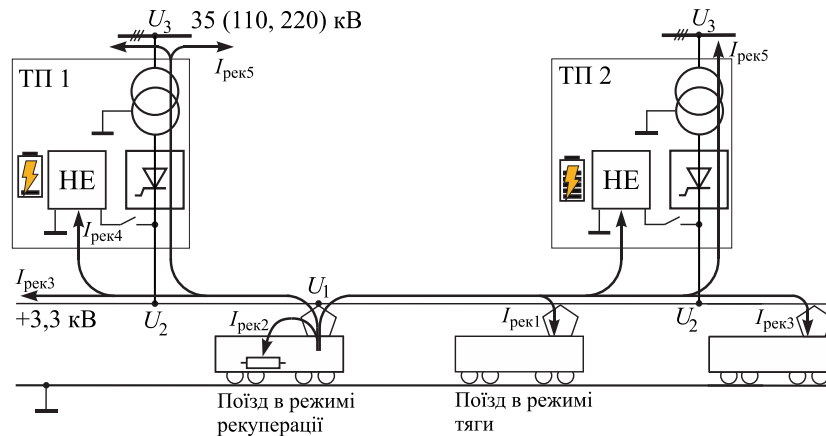 U3 35 (110, 220) кВ
U3
Iрек5
Iрек5
ТП 1
ТП 2
НЕ
НЕ
Iрек4
Iрек3
U1
+3,3 кВ
U2
Iрек2
Iрек1
U2
Iрек3
Поїзд в режимі
рекуперації
Поїзд в режимі
тяги